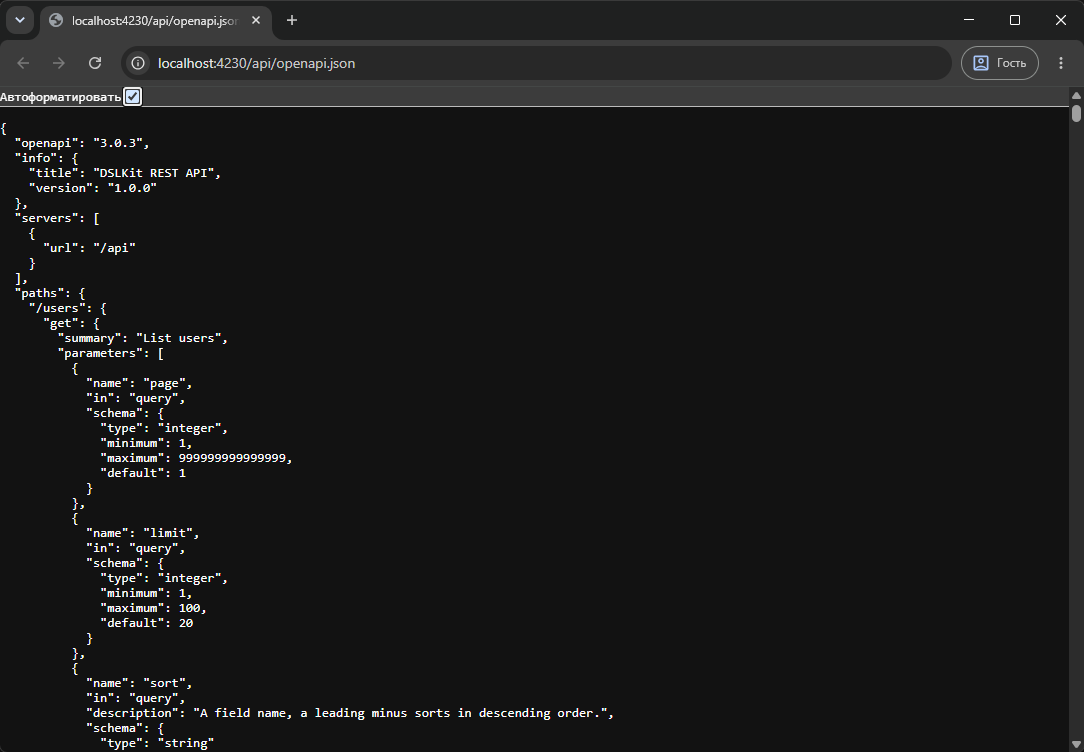 localhost:4230/api/openapi.json
localhost:4230/api/openapi.json
Гость
Автоформатировать
{
  "openapi": "3.0.3",
  "info": {
    "title": "DSLKit REST API",
    "version": "1.0.0"
  },
  "servers": [
    {
      "url": "/api"
    }
  ],
  "paths": {
    "/users": {
      "get": {
        "summary": "List users",
        "parameters": [
          {
            "name": "page",
            "in": "query",
            "schema": {
              "type": "integer",
              "minimum": 1,
              "maximum": 999999999999999,
              "default": 1
            }
          },
          {
            "name": "limit",
            "in": "query",
            "schema": {
              "type": "integer",
              "minimum": 1,
              "maximum": 100,
              "default": 20
            }
          },
          {
            "name": "sort",
            "in": "query",
            "description": "A field name, a leading minus sorts in descending order.",
            "schema": {
              "type": "string"